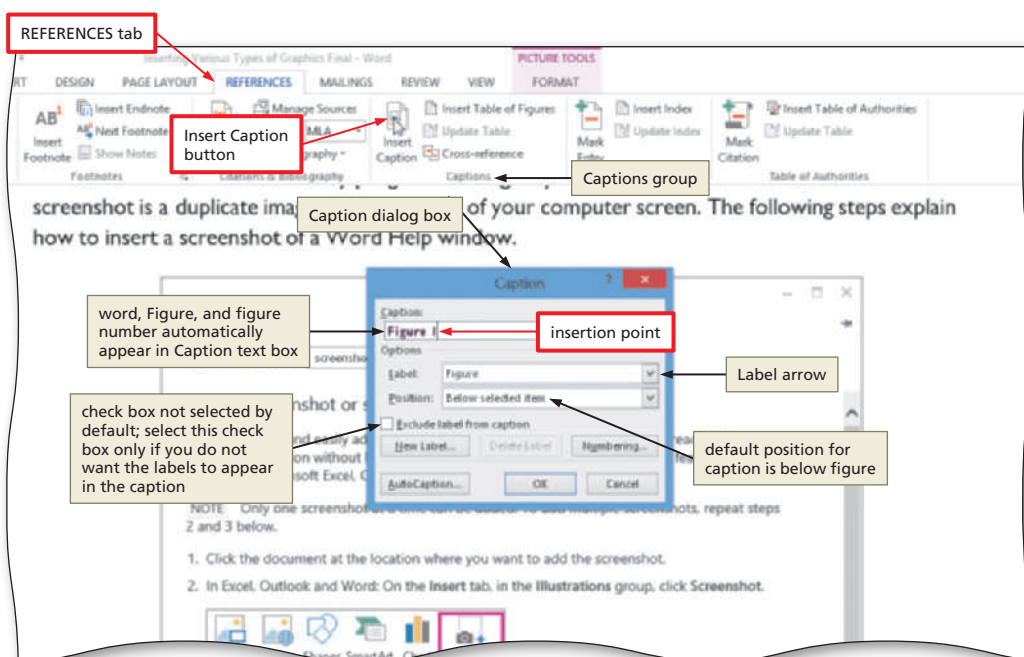 REFERENCES tab
Inserting Various Types of Graphics Final - Word
PICTURE TOOLS
RT DESIGN PAGE LAYOUT REFERENCES MAILINGS REVIEW VIEW FORMAT
AB1
Insert Footnote
Insert Endnote
Next Footnote
Show Notes
Footnotes
Manage Sources
MLA
Citations & Bibliography
Insert Caption button
Insert Caption
Insert Table of Figures
Update Table
Cross-reference
Captions
Captions group
Mark Entry
Insert Index
Update Index
Mark Citation
Insert Table of Authorities
Update Table
Table of Authorities
screenshot is a duplicate
of your computer screen. The following steps explain
how to insert a screenshot of a Word Help window.
Caption dialog box
Caption
?
Caption:
Figure 1
insertion point
word, Figure, and figure
number automatically
appear in Caption text box
Options
Label: Figure
Label arrow
Position: Below selected item
Exclude label from caption
check box not selected by
default; select this check
box only if you do not
want the labels to appear
in the caption
New Label...
Delete Label
Numbering...
default position for
caption is below figure
AutoCaption...
OK
Cancel
NOTE Only one screenshot
repeat steps
2 and 3 below.
1. Click the document at the location where you want to add the screenshot.
2. In Excel, Outlook and Word: On the Insert tab, in the Illustrations group, click Screenshot.